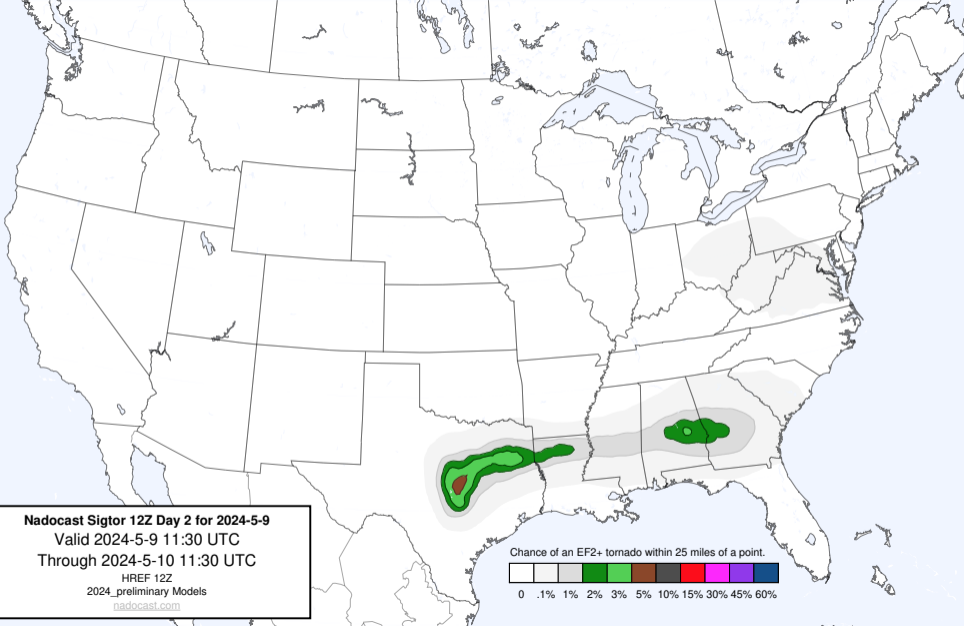 Nadocast Sigtor 12Z Day 2 for 2024-5-9
Valid 2024-5-9 11:30 UTC
Through 2024-5-10 11:30 UTC
HREF 12Z
2024_preliminary Models
nadocast.com
Chance of an EF2+ tornado within 25 miles of a point.
0 .1% 1% 2% 3% 5% 10% 15% 30% 45% 60%